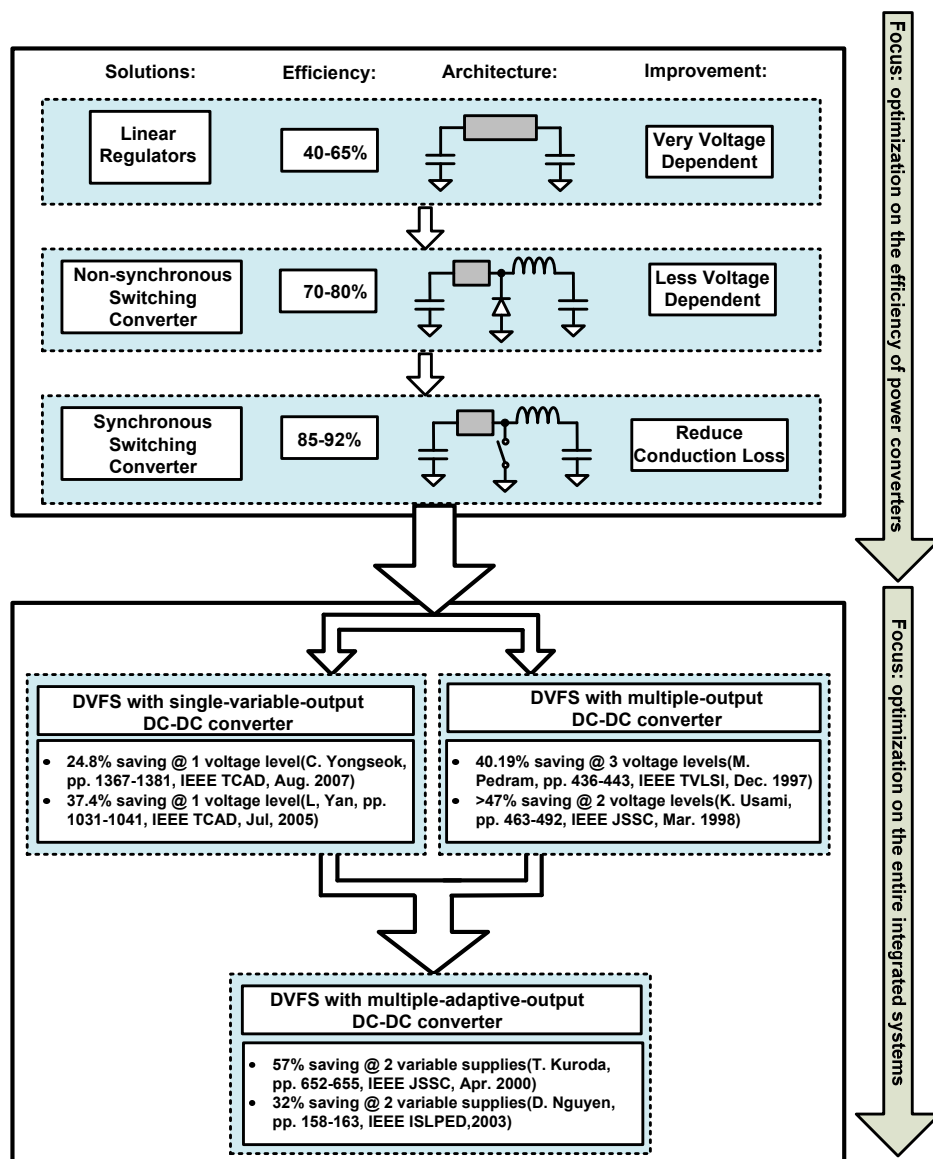 Solutions:
Efficiency:
Architecture:
Improvement:
Linear
Regulators
40-65%
Very Voltage
Dependent
Non-synchronous
Switching
Converter
70-80%
Less Voltage
Dependent
Synchronous
Switching
Converter
85-92%
Reduce
Conduction Loss
Focus: optimization on the efficiency of power converters
DVFS with single-variable-output
DC-DC converter
• 24.8% saving @ 1 voltage level(C. Yongseok,
pp. 1367-1381, IEEE TCAD, Aug. 2007)
• 37.4% saving @ 1 voltage level(L, Yan, pp.
1031-1041, IEEE TCAD, Jul, 2005)
DVFS with multiple-output
DC-DC converter
• 40.19% saving @ 3 voltage levels(M.
Pedram, pp. 436-443, IEEE TVLSI, Dec. 1997)
• >47% saving @ 2 voltage levels(K. Usami,
pp. 463-492, IEEE JSSC, Mar. 1998)
DVFS with multiple-adaptive-output
DC-DC converter
• 57% saving @ 2 variable supplies(T. Kuroda,
pp. 652-655, IEEE JSSC, Apr. 2000)
• 32% saving @ 2 variable supplies(D. Nguyen,
pp. 158-163, IEEE ISLPED,2003)
Focus: optimization on the entire integrated systems